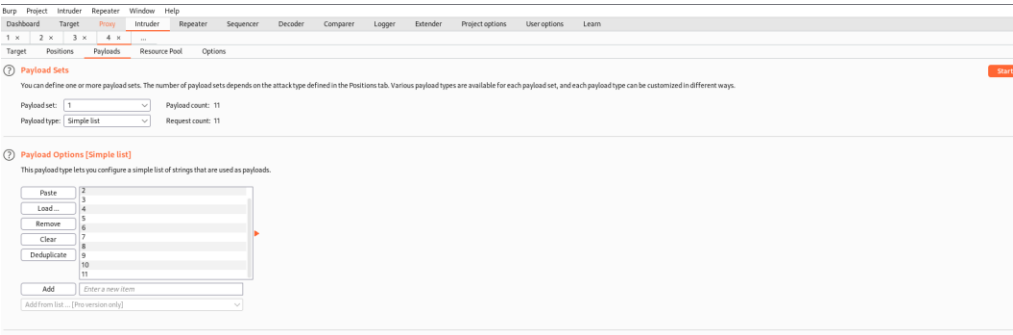 Burp Project Intruder Repeater Window Help
Dashboard Target Proxy Intruder Repeater Sequencer Decoder Comparer Logger Extender Project options User options Learn
1 × 2 × 3 × 4 × ...
Target Positions Payloads Resource Pool Options
? Payload Sets
Start
You can define one or more payload sets. The number of payload sets depends on the attack type defined in the Positions tab. Various payload types are available for each payload set, and each payload type can be customized in different ways.
Payload set: 1 Payload count: 11
Payload type: Simple list Request count: 11
? Payload Options [Simple list]
This payload type lets you configure a simple list of strings that are used as payloads.
Paste
Load ...
Remove
Clear
Deduplicate
2
3
4
5
6
7
8
9
10
11
Add Enter a new item
Add from list ... [Pro version only]